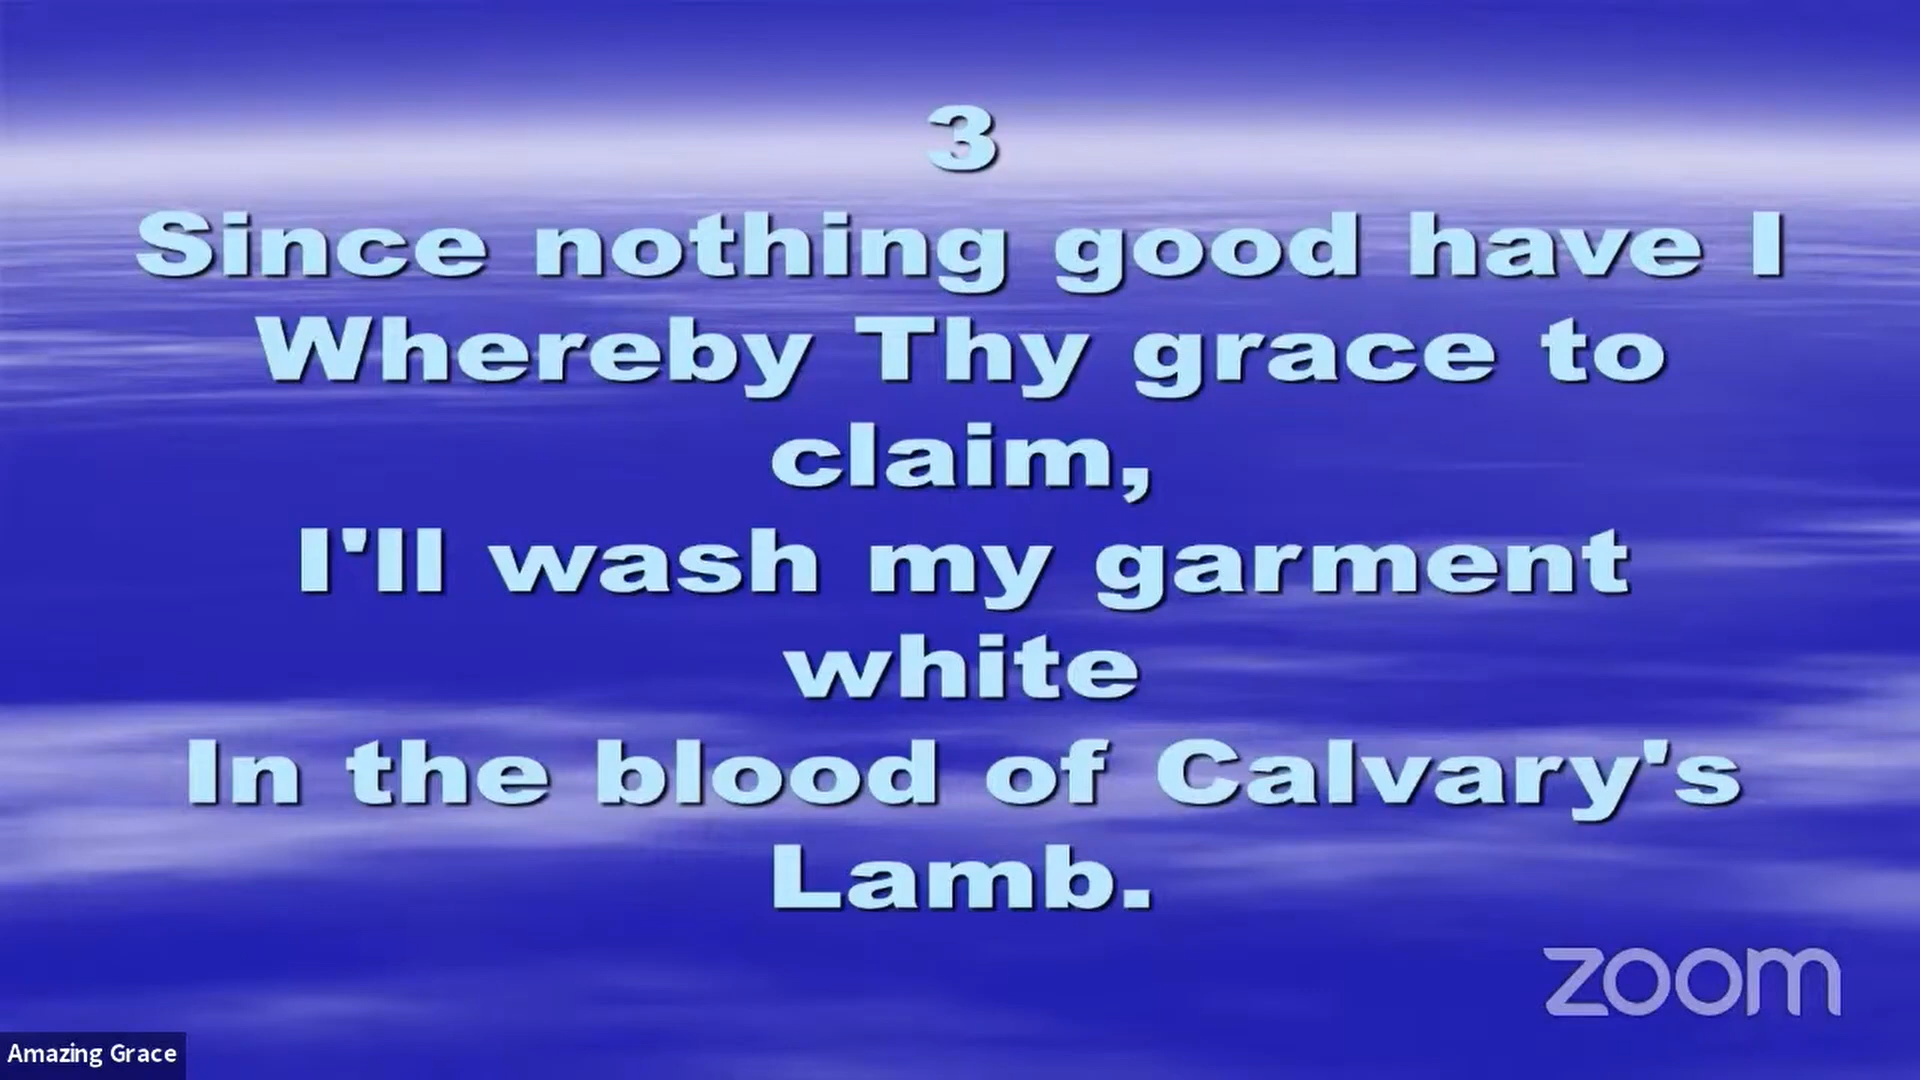 3
Since nothing good have I
Whereby Thy grace to
claim,
I'll wash my garment
white
In the blood of Calvary's
Lamb.
zoom
Amazing Grace